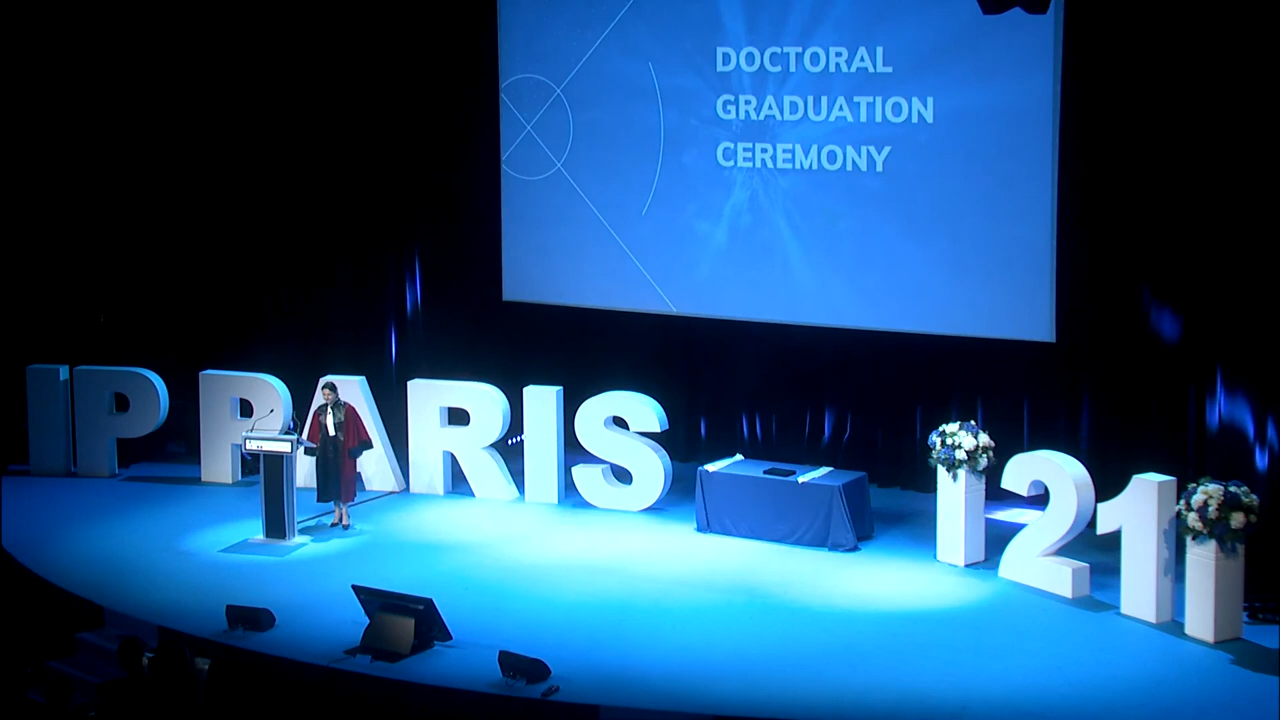 DOCTORAL
GRADUATION
CEREMONY
IP PARIS
21